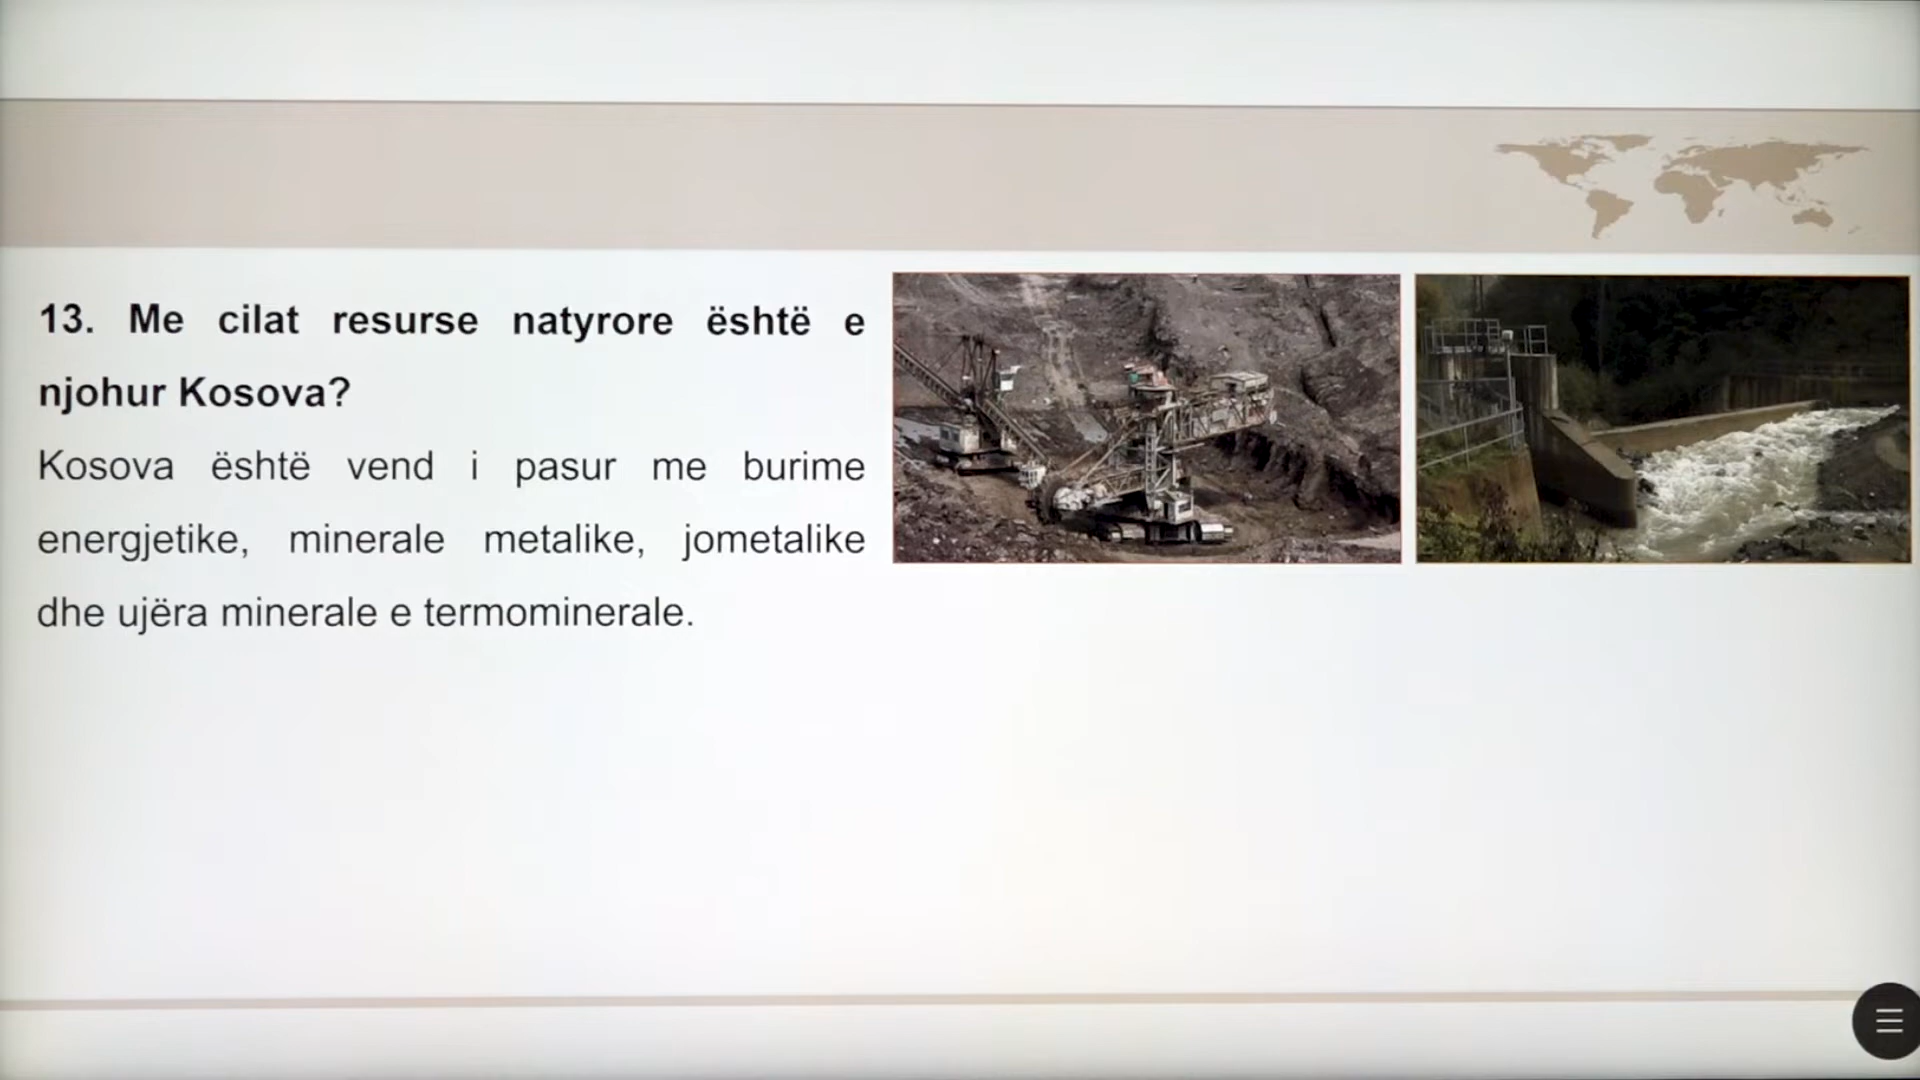 13. Me cilat resurse natyrore është e
njohur Kosova?
Kosova është vend i pasur me burime
energjetike, minerale metalike, jometalike
dhe ujëra minerale e termominerale.